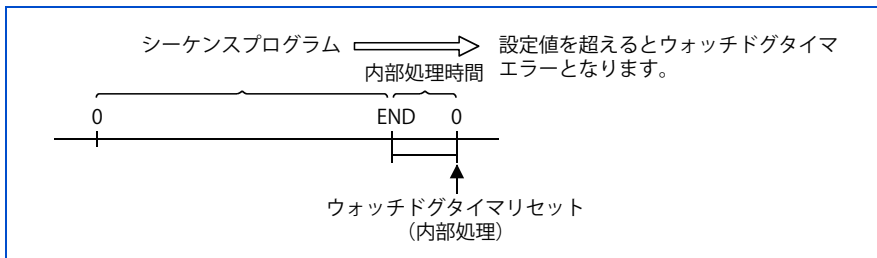 シーケンスプログラム
設定値を超えるとウォッチドグタイマ
エラーとなります。
内部処理時間
0 END 0
ウォッチドグタイマリセット
(内部処理)